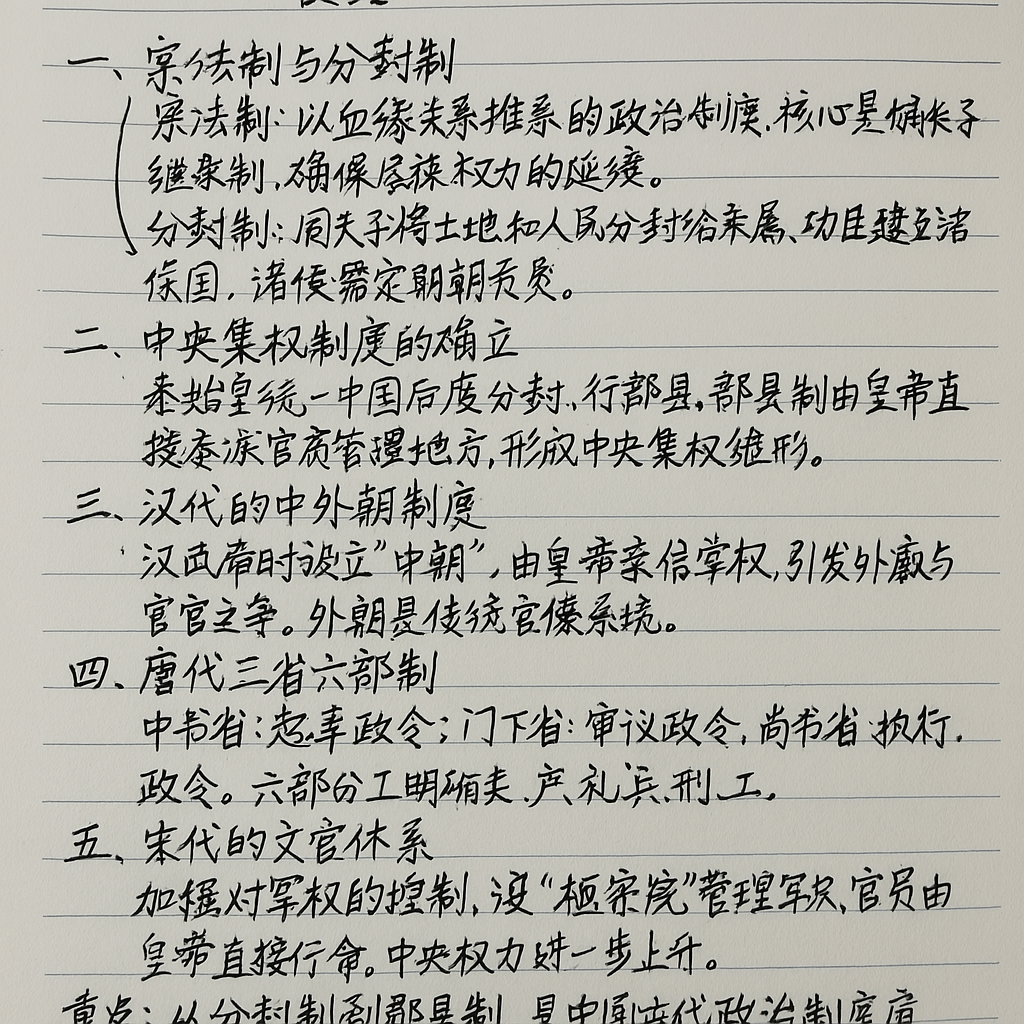 一、宗法制与分封制
宗法制:以血缘关系推系的政治制度.核心是嫡长子
继承制,确保居族权力的延续。
分封制:周天子将土地和人民分封给亲属、功臣建立诸
侯国,诸侯需定期朝贡
二、中央集权制度的确立
秦始皇统一中国后度分封.行郡县,郡县制由皇帝直
接官管理地方,形成中央集权雏形。
三、汉代的中外朝制度
汉武帝时设立"中朝",由皇帝亲信掌权,引发外与
官官之争。外朝是传统官僚系统。
四、唐代三省六部制
中书省:起草政令;门下省:审议政令,尚书省:执行.
政令。六部分工明确、户、礼、兵、刑、工.
五、宋代的文官体系
加强对军权的控制,设"枢密院"管理军,官员由
皇帝直接行命。中央权力进一步上升。
重点:从分封制到郡县制,是中国古代政治制度